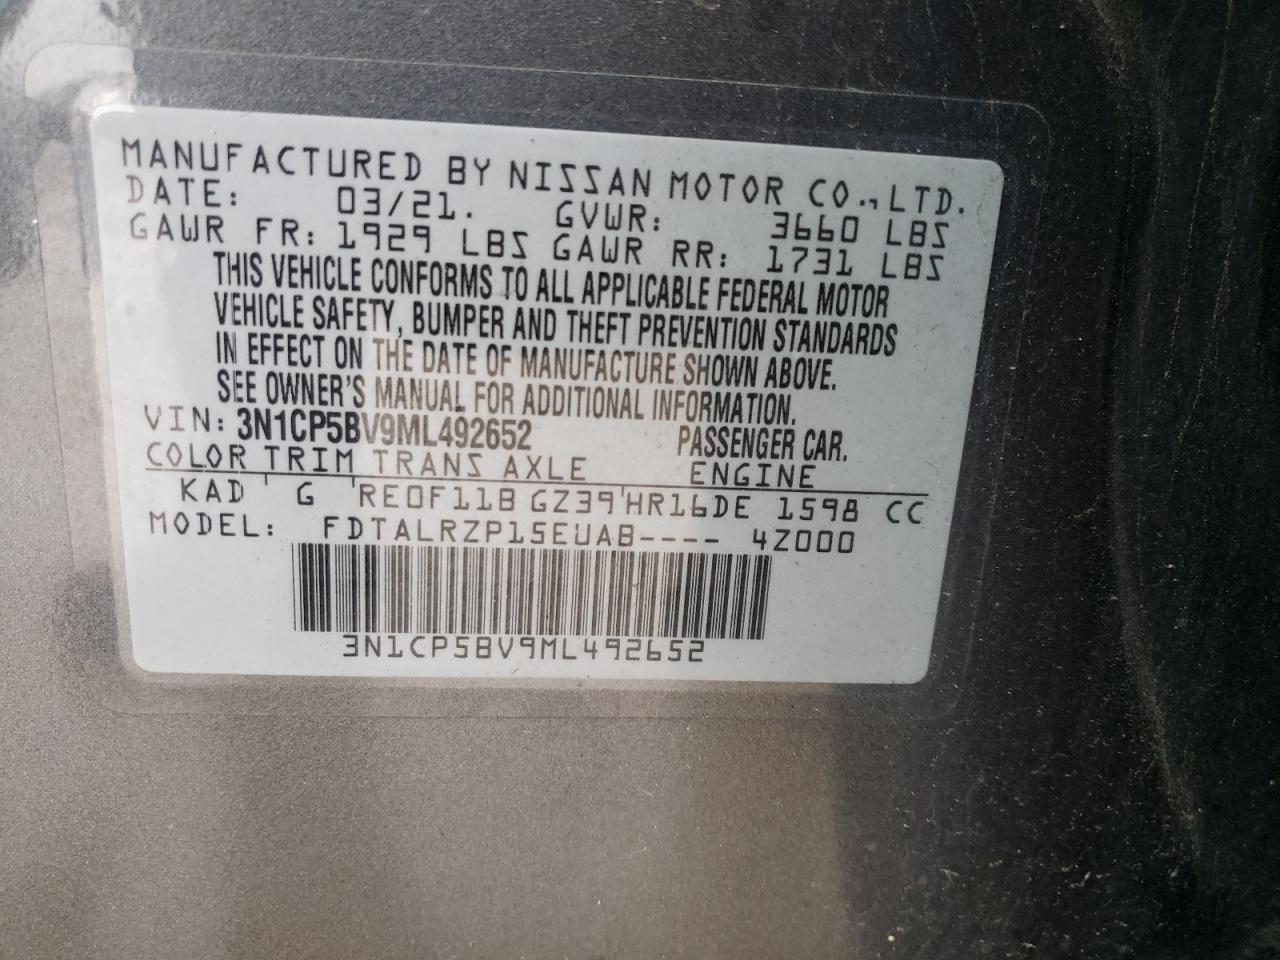 MANUFACTURED BY NISSAN MOTOR CO.,LTD.
DATE: 03/21. GVWR: 3660 LBS
GAWR FR: 1929 LBS GAWR RR: 1731 LBS
THIS VEHICLE CONFORMS TO ALL APPLICABLE FEDERAL MOTOR
VEHICLE SAFETY, BUMPER AND THEFT PREVENTION STANDARDS
IN EFFECT ON THE DATE OF MANUFACTURE SHOWN ABOVE.
SEE OWNER'S MANUAL FOR ADDITIONAL INFORMATION.
VIN: 3N1CP5BV9ML492652 PASSENGER CAR.
COLOR TRIM TRANS AXLE ENGINE
KAD ' G ' RE0F11B GZ39 ' HR16DE 1598 CC
MODEL: FDTALRZP15EUAB---- 4Z000
3N1CP5BV9ML492652